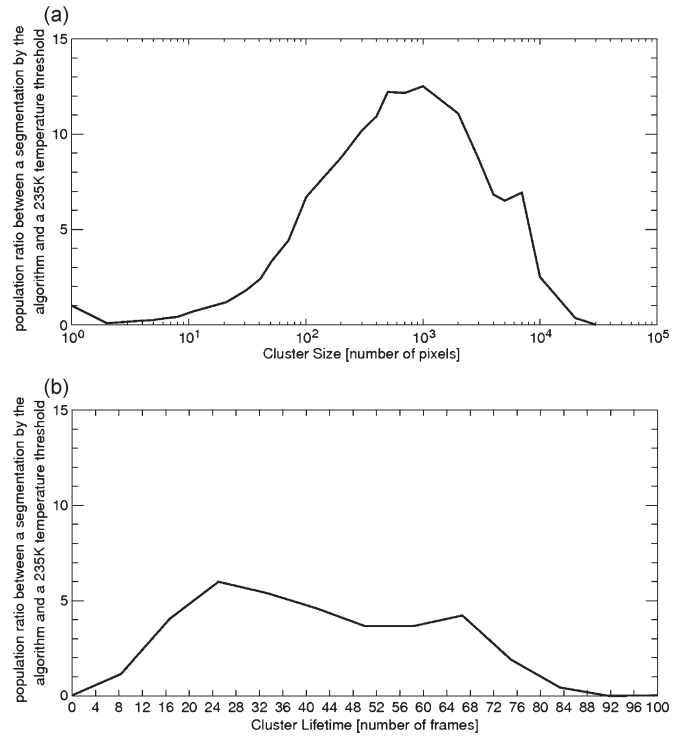 (a)
population ratio between a segmentation by the
algorithm and a 235K temperature threshold
15
10
5
0
10^0 10^1 10^2 10^3 10^4 10^5
Cluster Size [number of pixels]
(b)
population ratio between a segmentation by the
algorithm and a 235K temperature threshold
15
10
5
0
0 4 8 12 16 20 24 28 32 36 40 44 48 52 56 60 64 68 72 76 80 84 88 92 96 100
Cluster Lifetime [number of frames]